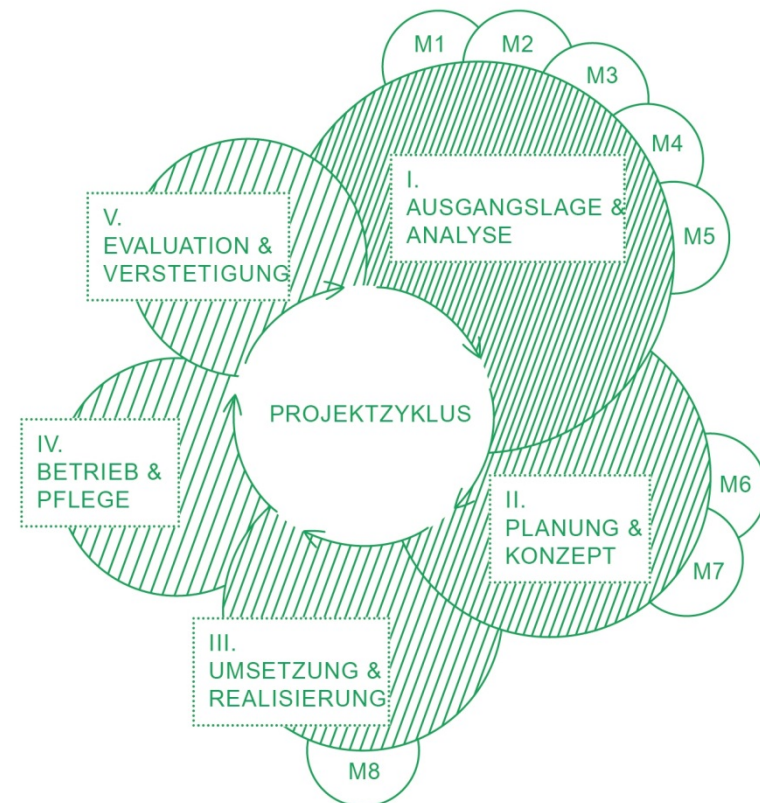 M1
M2
M3
M4
M5
I.
AUSGANGSLAGE &
ANALYSE
V.
EVALUATION &
VERSTETIGUNG
PROJEKTZYKLUS
IV.
BETRIEB &
PFLEGE
II.
PLANUNG &
KONZEPT
M6
M7
III.
UMSETZUNG &
REALISIERUNG
M8